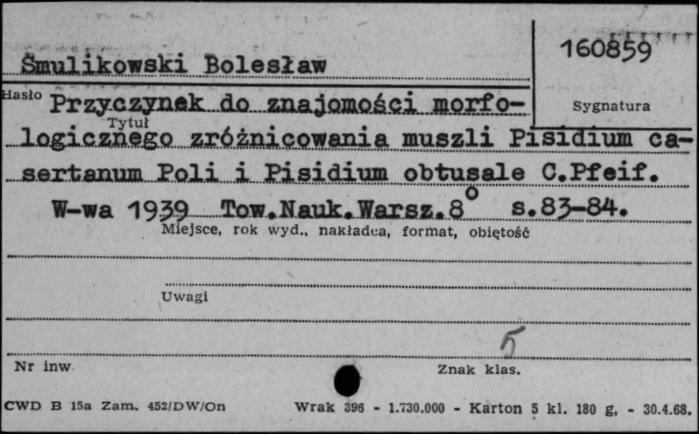 160859
Śmulikowski Bolesław
Hasło
Sygnatura
Przyczynek do znajomości morfo-
Tytuł
logicznego zróżnicowania muszli Pisidium ca-
sertanum Poli i Pisidium obtusale C.Pfeif.
W-wa 1939 Tow.Nauk.Warsz.8° s.83-84.
Miejsce, rok wyd., nakładca, format, objętość
Uwagi
5
Nr inw.
Znak klas.
CWD B 15a Zam. 452/DW/On Wrak 396 - 1.730.000 - Karton 5 kl. 180 g, - 30.4.68.